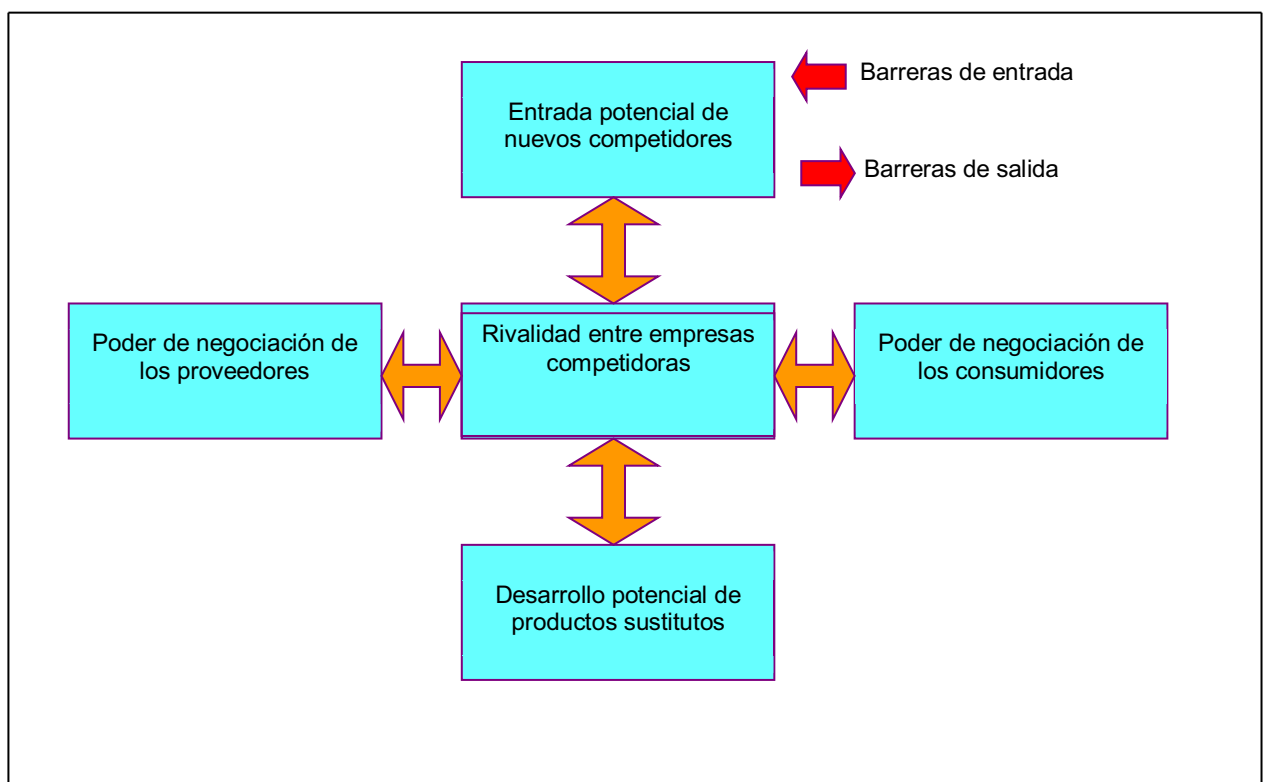 Entrada potencial de
nuevos competidores
Barreras de entrada
Barreras de salida
Poder de negociación de
los proveedores
Rivalidad entre empresas
competidoras
Poder de negociación de
los consumidores
Desarrollo potencial de
productos sustitutos